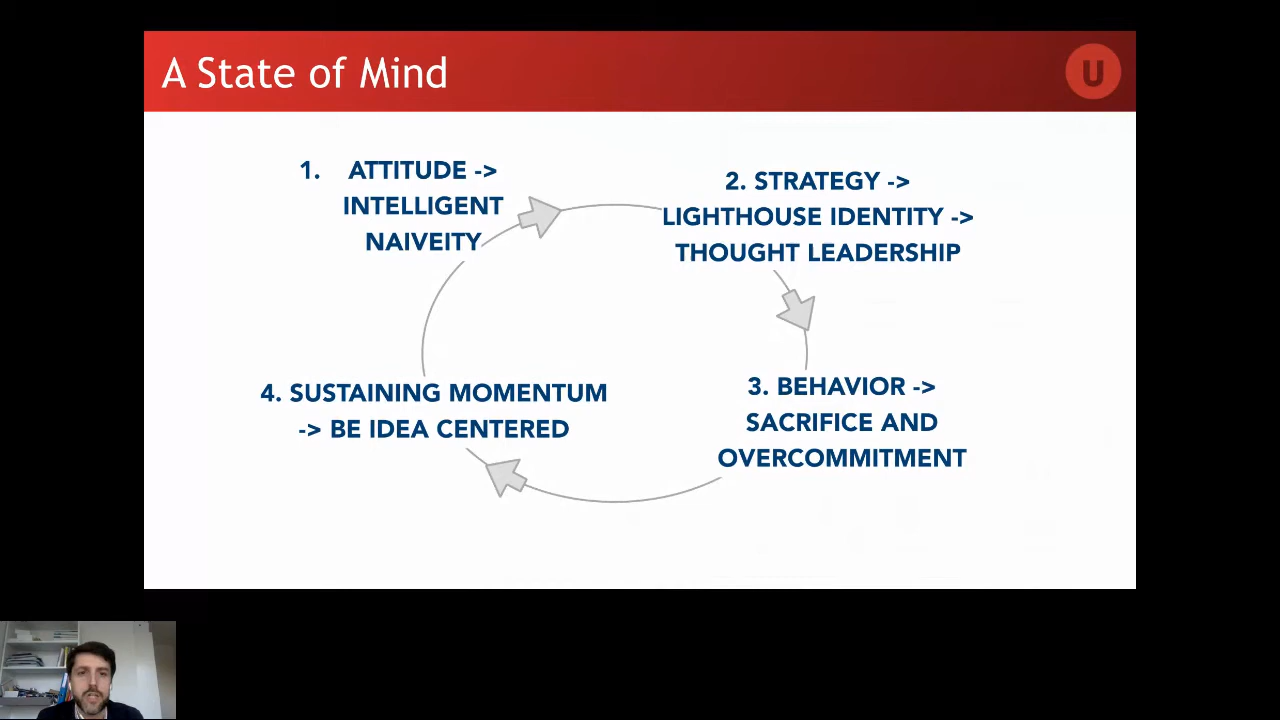 A State of Mind
U
1. ATTITUDE ->
INTELLIGENT
NAIVEITY
2. STRATEGY ->
LIGHTHOUSE IDENTITY ->
THOUGHT LEADERSHIP
3. BEHAVIOR ->
SACRIFICE AND
OVERCOMMITMENT
4. SUSTAINING MOMENTUM
-> BE IDEA CENTERED